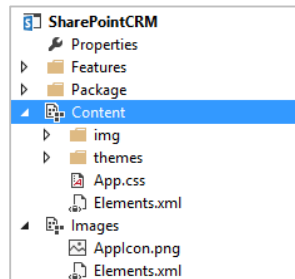 SharePointCRM
Properties
Features
Package
Content
img
themes
App.css
Elements.xml
Images
AppIcon.png
Elements.xml